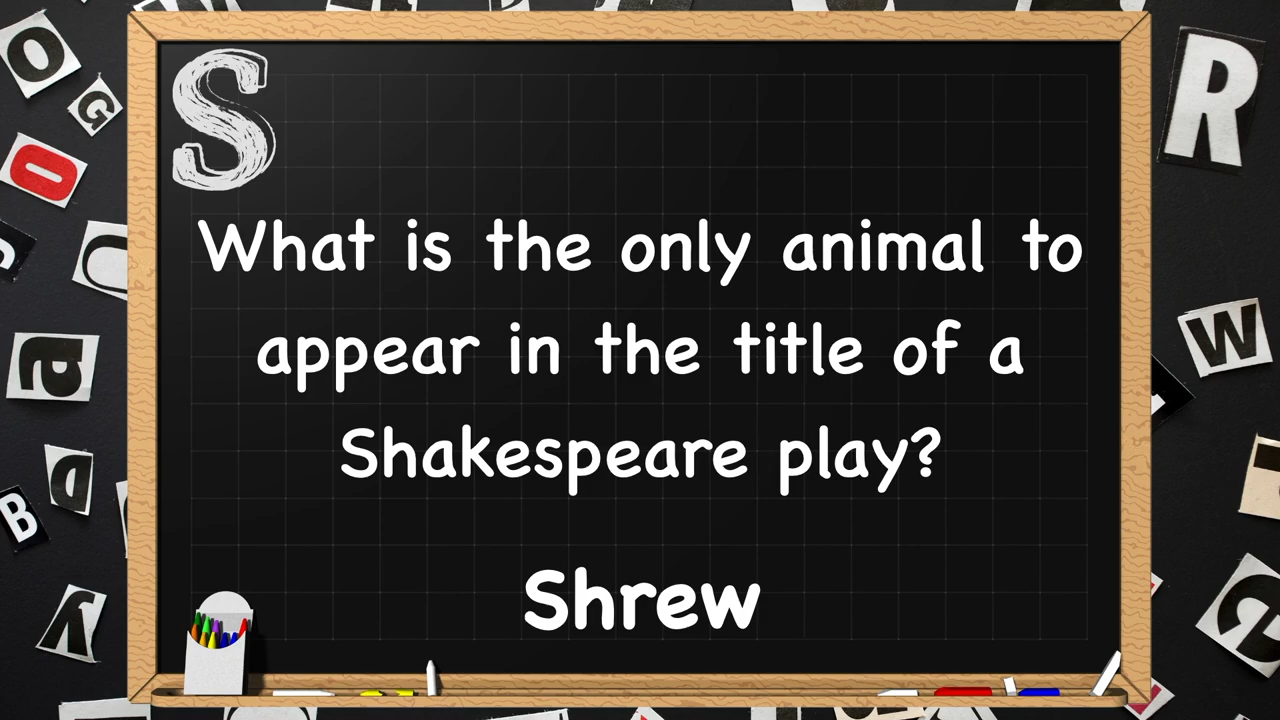 S
What is the only animal to
appear in the title of a
Shakespeare play?
Shrew
O
G
O
a
D
B
y
R
W